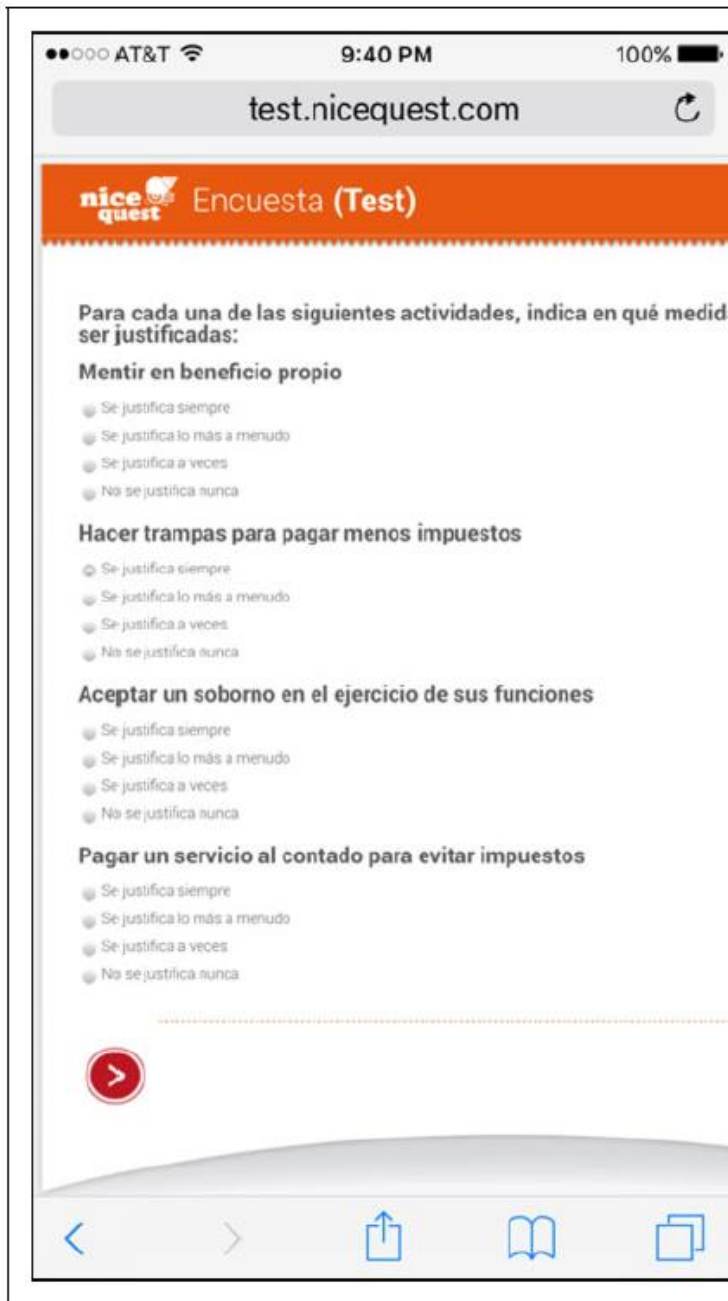 AT&T 9:40 PM 100%
test.nicequest.com
nice quest Encuesta (Test)
Para cada una de las siguientes actividades, indica en qué medid
ser justificadas:
Mentir en beneficio propio
Se justifica siempre
Se justifica lo más a menudo
Se justifica a veces
No se justifica nunca
Hacer trampas para pagar menos impuestos
Se justifica siempre
Se justifica lo más a menudo
Se justifica a veces
No se justifica nunca
Aceptar un soborno en el ejercicio de sus funciones
Se justifica siempre
Se justifica lo más a menudo
Se justifica a veces
No se justifica nunca
Pagar un servicio al contado para evitar impuestos
Se justifica siempre
Se justifica lo más a menudo
Se justifica a veces
No se justifica nunca